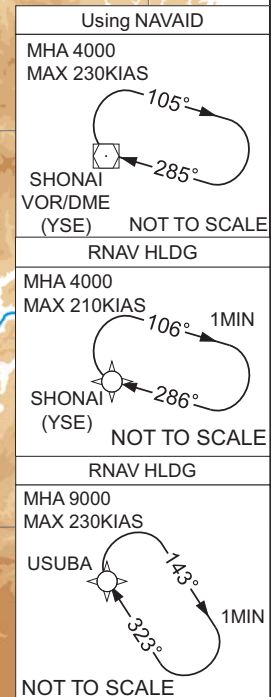 Using NAVAID
MHA 4000
MAX 230KIAS
105°
285°
SHONAI
VOR/DME
(YSE)
NOT TO SCALE
RNAV HLDG
MHA 4000
MAX 210KIAS
106°
1MIN
286°
SHONAI
(YSE)
NOT TO SCALE
RNAV HLDG
MHA 9000
MAX 230KIAS
USUBA
143°
1MIN
323°
NOT TO SCALE